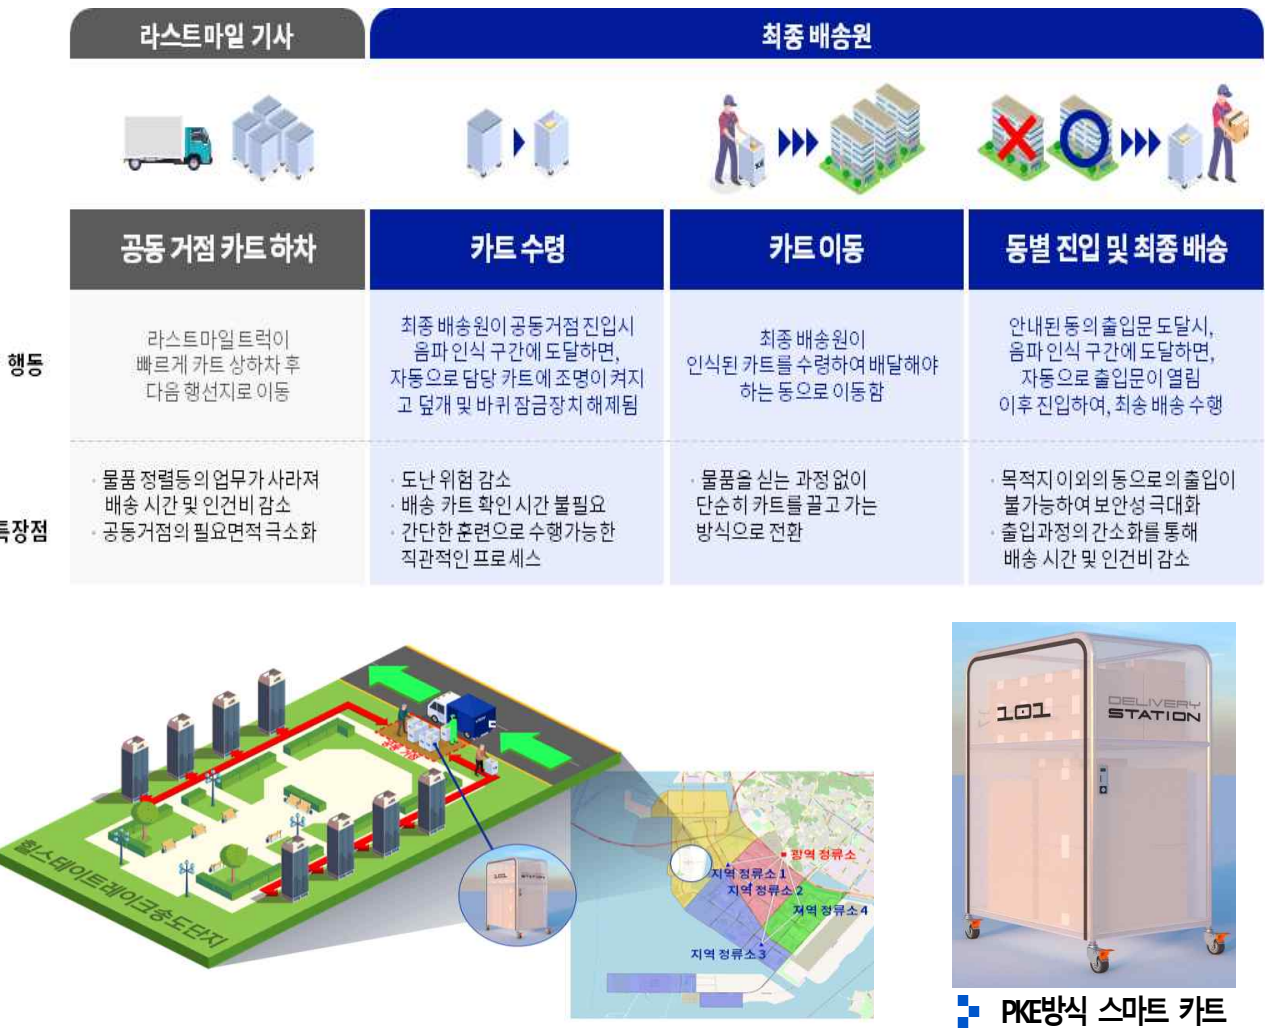 라스트마일 기사
최종 배송원
공동 거점 카트 하차
카트 수령
카트 이동
동별 진입 및 최종 배송
행동
라스트마일 트럭이
빠르게 카트 상하차 후
다음 행선지로 이동
최종 배송원이 공동거점 진입시
음파 인식 구간에 도달하면,
자동으로 담당 카트에 조명이 켜지
고 덮개 및 바퀴 잠금장치 해제됨
최종 배송원이
인식된 카트를 수령하여 배달해야
하는 동으로 이동함
안내된 동의 출입문 도달시,
음파 인식 구간에 도달하면,
자동으로 출입문이 열림
이후 진입하여, 최송 배송 수행
특장점
· 물품 정렬등의 업무가 사라져
배송 시간 및 인건비 감소
· 공동거점의 필요면적 극소화
· 도난 위험 감소
· 배송 카트 확인 시간 불필요
· 간단한 훈련으로 수행가능한
직관적인 프로세스
· 물품을 싣는 과정 없이
단순히 카트를 끌고 가는
방식으로 전환
· 목적지 이외의 동으로의 출입이
불가능하여 보안성 극대화
· 출입과정의 간소화를 통해
배송 시간 및 인건비 감소
공동 거점
힐스테이트레이크송도단지
101
STATION
광역 정류소
지역 정류소 1
지역 정류소 2
지역 정류소 4
지역 정류소 3
101
DELIVERY
STATION
PKE방식 스마트 카트